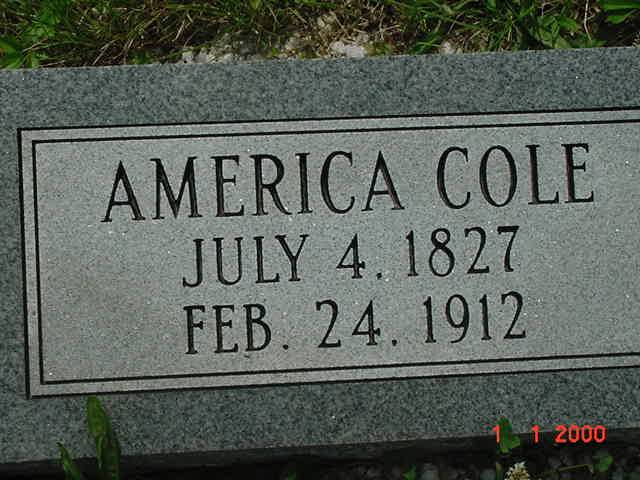 AMERICA COLE
JULY 4. 1827
FEB. 24. 1912
1 1 2000